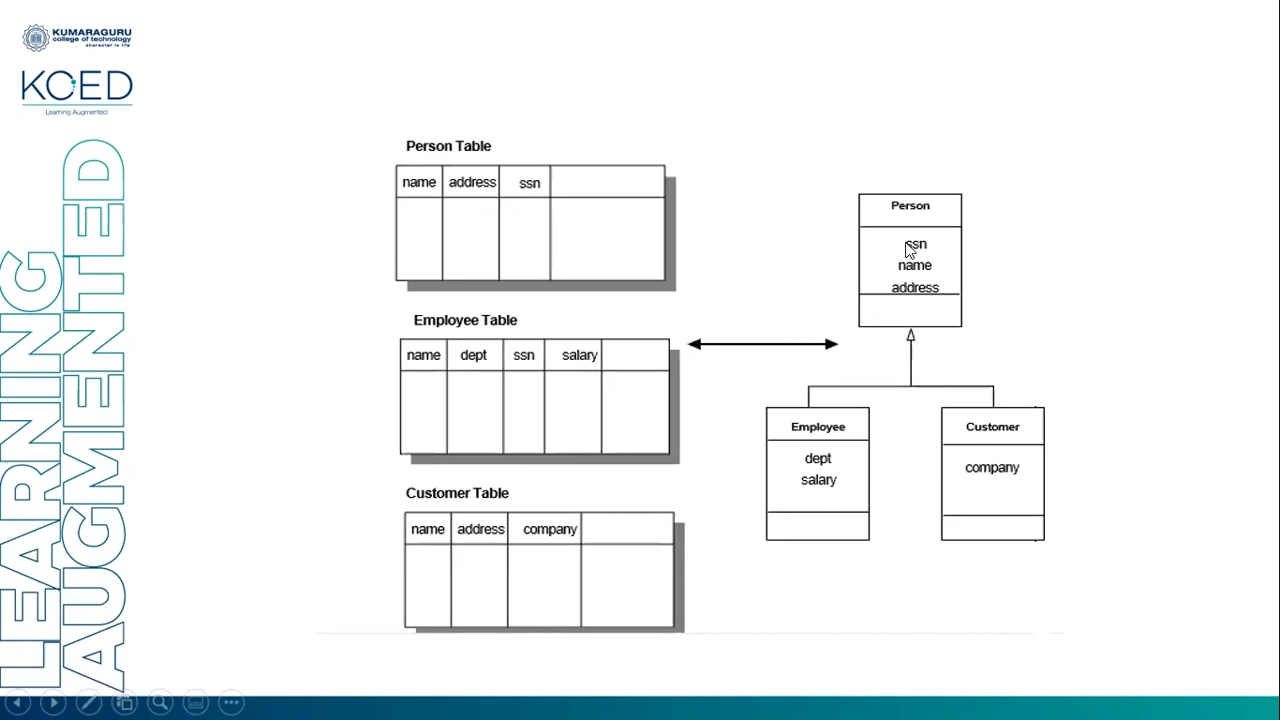 KUMARAGURU
college of technology
character is life
KCED
Learning Augmented
LEARNING
AUGMENTED
Person Table
name address ssn
Employee Table
name dept ssn salary
Customer Table
name address company
Person
ssn
name
address
Employee
dept
salary
Customer
company